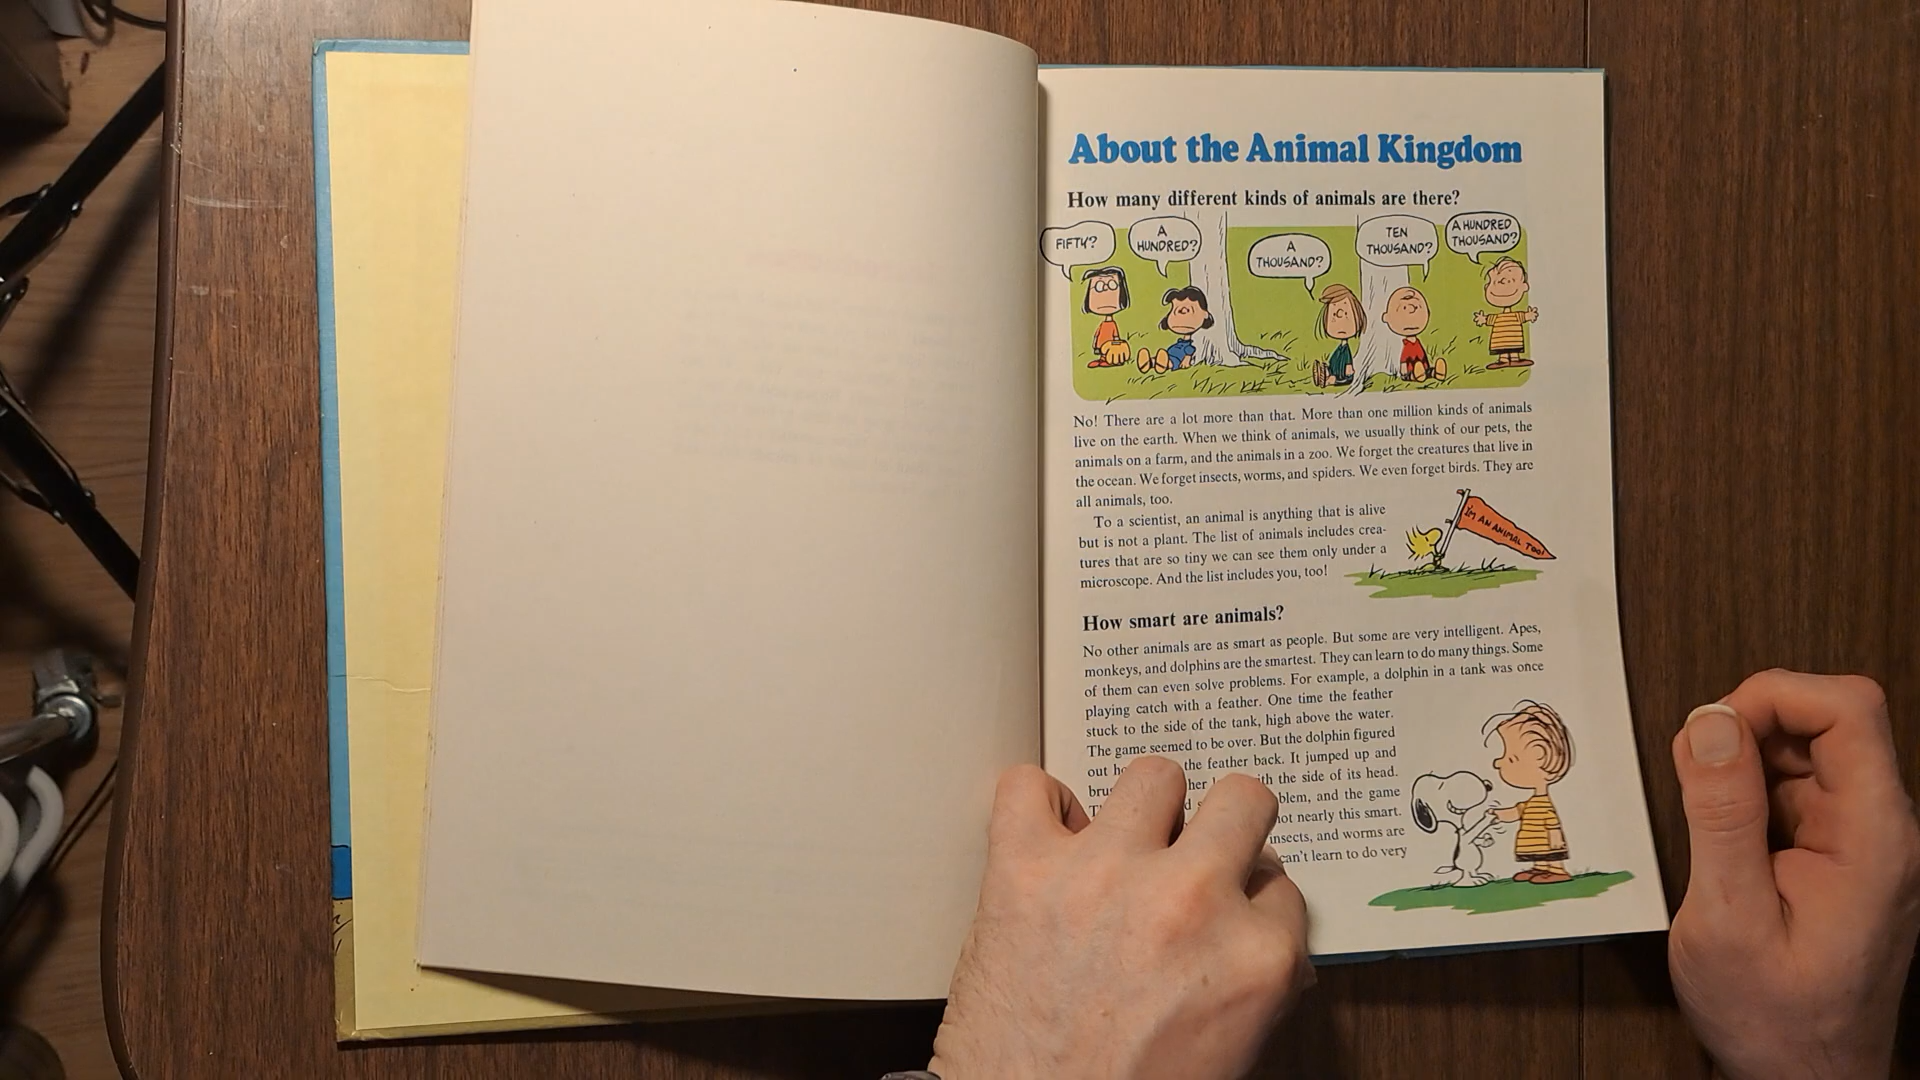 About the Animal Kingdom
How many different kinds of animals are there?
FIFTY?
A
HUNDRED?
A
THOUSAND?
TEN
THOUSAND?
A HUNDRED
THOUSAND?
No! There are a lot more than that. More than one million kinds of animals
live on the earth. When we think of animals, we usually think of our pets, the
animals on a farm, and the animals in a zoo. We forget the creatures that live in
the ocean. We forget insects, worms, and spiders. We even forget birds. They are
all animals, too.
To a scientist, an animal is anything that is alive
but is not a plant. The list of animals includes crea-
tures that are so tiny we can see them only under a
microscope. And the list includes you, too!
I'M AN ANIMAL TOO!
How smart are animals?
No other animals are as smart as people. But some are very intelligent. Apes,
monkeys, and dolphins are the smartest. They can learn to do many things. Some
of them can even solve problems. For example, a dolphin in a tank was once
playing catch with a feather. One time the feather
stuck to the side of the tank, high above the water.
The game seemed to be over. But the dolphin figured
out the feather back. It jumped up and
the side of its head.
and the game
not nearly this smart.
insects, and worms are
can't learn to do very